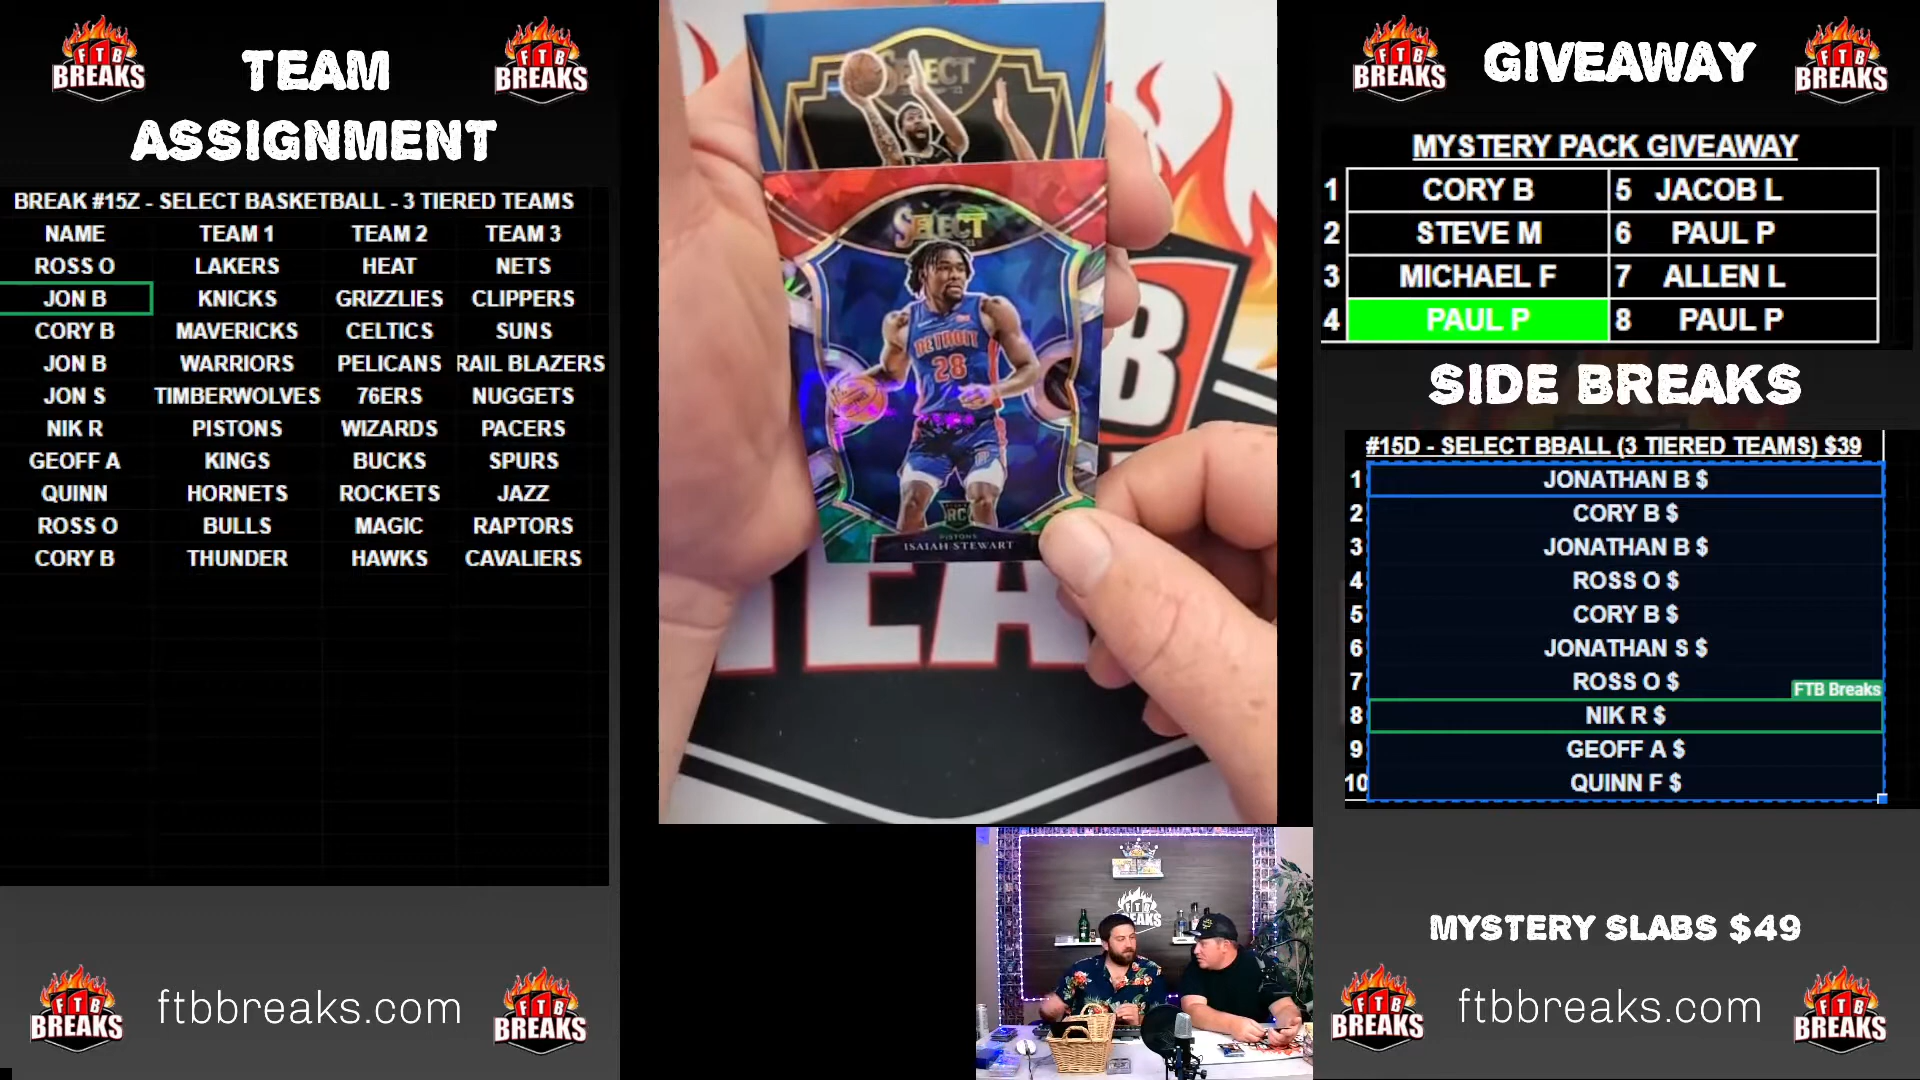 FTB
BREAKS
TEAM
ASSIGNMENT
FTB
BREAKS
BREAK #15Z - SELECT BASKETBALL - 3 TIERED TEAMS
NAME TEAM 1 TEAM 2 TEAM 3
ROSS O LAKERS HEAT NETS
JON B KNICKS GRIZZLIES CLIPPERS
CORY B MAVERICKS CELTICS SUNS
JON B WARRIORS PELICANS RAIL BLAZERS
JON S TIMBERWOLVES 76ERS NUGGETS
NIK R PISTONS WIZARDS PACERS
GEOFF A KINGS BUCKS SPURS
QUINN HORNETS ROCKETS JAZZ
ROSS O BULLS MAGIC RAPTORS
CORY B THUNDER HAWKS CAVALIERS
FTB
BREAKS
ftbbreaks.com
FTB
BREAKS
SELECT
SELECT
DETROIT
28
RC
PISTONS
ISAIAH STEWART
B
EA
FTB
BREAKS
FTB
BREAKS
GIVEAWAY
FTB
BREAKS
MYSTERY PACK GIVEAWAY
1 CORY B 5 JACOB L
2 STEVE M 6 PAUL P
3 MICHAEL F 7 ALLEN L
4 PAUL P 8 PAUL P
SIDE BREAKS
#15D - SELECT BBALL (3 TIERED TEAMS) $39
1 JONATHAN B $
2 CORY B $
3 JONATHAN B $
4 ROSS O $
5 CORY B $
6 JONATHAN S $
7 ROSS O $
FTB Breaks
8 NIK R $
9 GEOFF A $
10 QUINN F $
MYSTERY SLABS $49
FTB
BREAKS
ftbbreaks.com
FTB
BREAKS